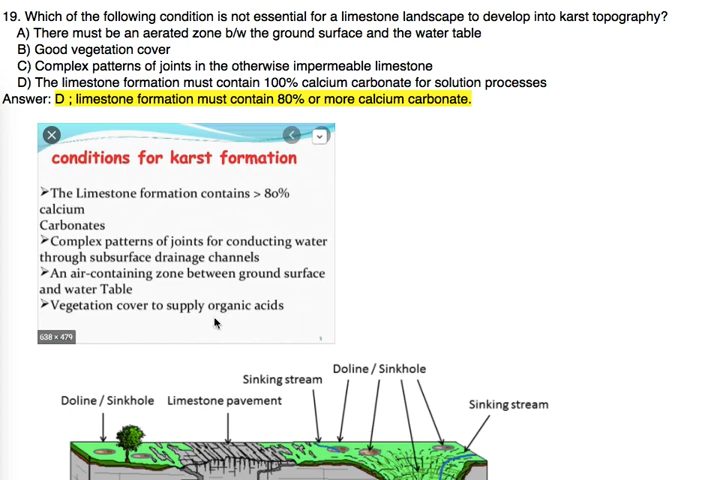 19. Which of the following condition is not essential for a limestone landscape to develop into karst topography?
A) There must be an aerated zone b/w the ground surface and the water table
B) Good vegetation cover
C) Complex patterns of joints in the otherwise impermeable limestone
D) The limestone formation must contain 100% calcium carbonate for solution processes
Answer: D ; limestone formation must contain 80% or more calcium carbonate.
conditions for karst formation
➢The Limestone formation contains > 80%
calcium
Carbonates
➢Complex patterns of joints for conducting water
through subsurface drainage channels
➢An air-containing zone between ground surface
and water Table
➢Vegetation cover to supply organic acids
638 × 479
Doline / Sinkhole
Sinking stream
Doline / Sinkhole Limestone pavement
Sinking stream